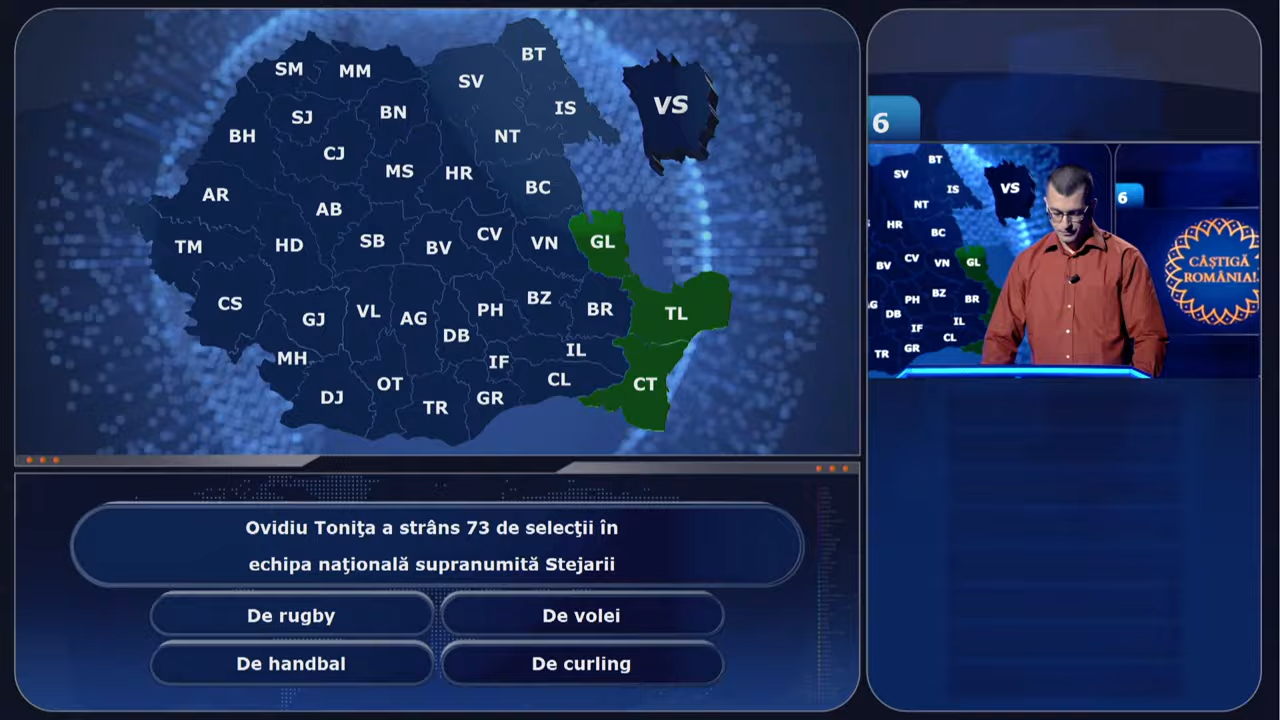 BT
SM
MM
SV
VS
BN
IS
SJ
BH
NT
CJ
MS
HR
BC
AR
AB
GL
TM
HD
SB
BV
CV
VN
CS
GJ
VL
AG
PH
BZ
BR
TL
DB
MH
IF
IL
CL
CT
DJ
OT
TR
GR
Ovidiu Toniţa a strâns 73 de selecţii în
echipa naţională supranumită Stejarii
De rugby
De volei
De handbal
De curling
6
BT
SV
IS
VS
NT
HR
BC
BV
CV
VN
GL
AG
PH
BZ
BR
DB
IF
IL
CL
TR
GR
6
CÂŞTIGĂ
ROMÂNIA!